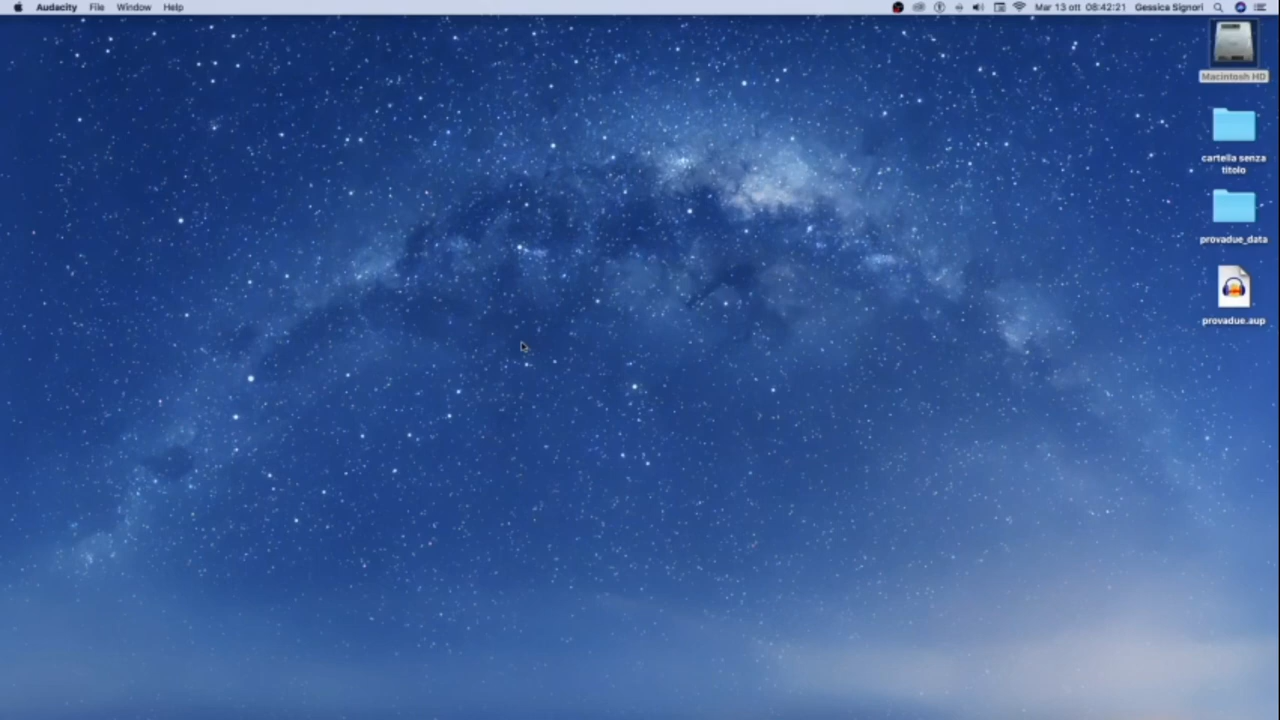 Audacity File Window Help Mar 13 ott 08:42:21 Gessica Signori
Macintosh HD
cartella senza
titolo
provadue_data
provadue.aup